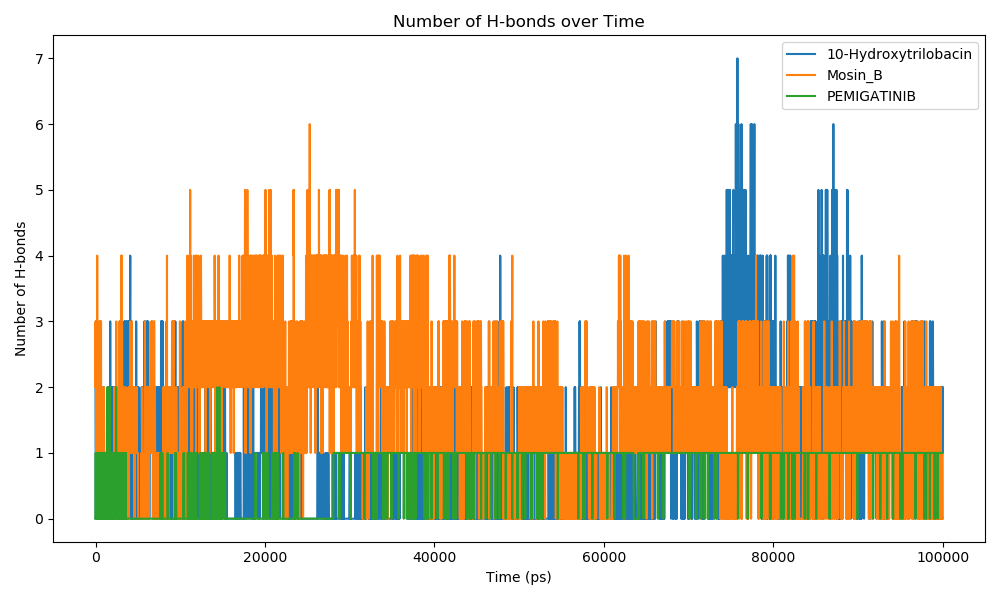 Number of H-bonds over Time
10-Hydroxytrilobacin
Mosin_B
PEMIGATINIB
Number of H-bonds
7
6
5
4
3
2
1
0
0 20000 40000 60000 80000 100000
Time (ps)